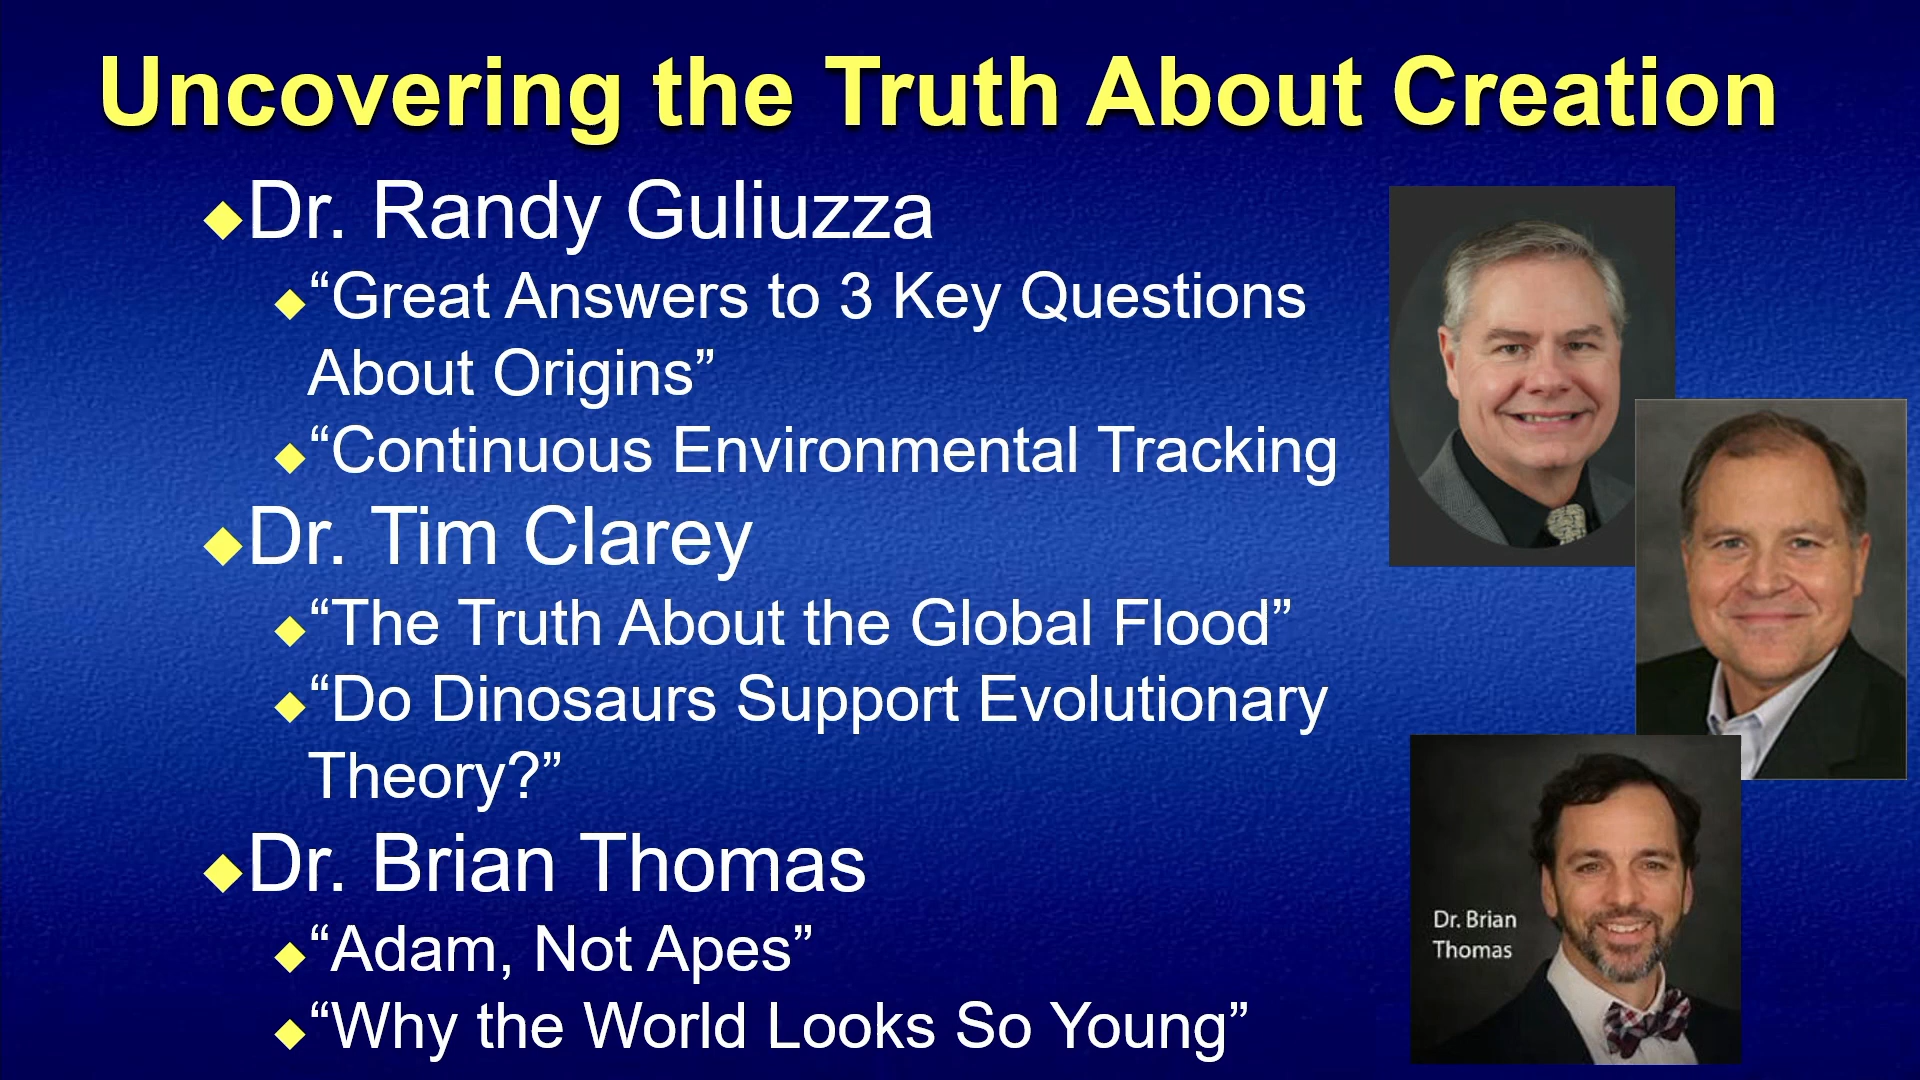 Uncovering the Truth About Creation
◆Dr. Randy Guliuzza
◆“Great Answers to 3 Key Questions
About Origins”
◆“Continuous Environmental Tracking
◆Dr. Tim Clarey
◆“The Truth About the Global Flood”
◆“Do Dinosaurs Support Evolutionary
Theory?”
◆Dr. Brian Thomas
◆“Adam, Not Apes”
◆“Why the World Looks So Young”
Dr. Brian
Thomas